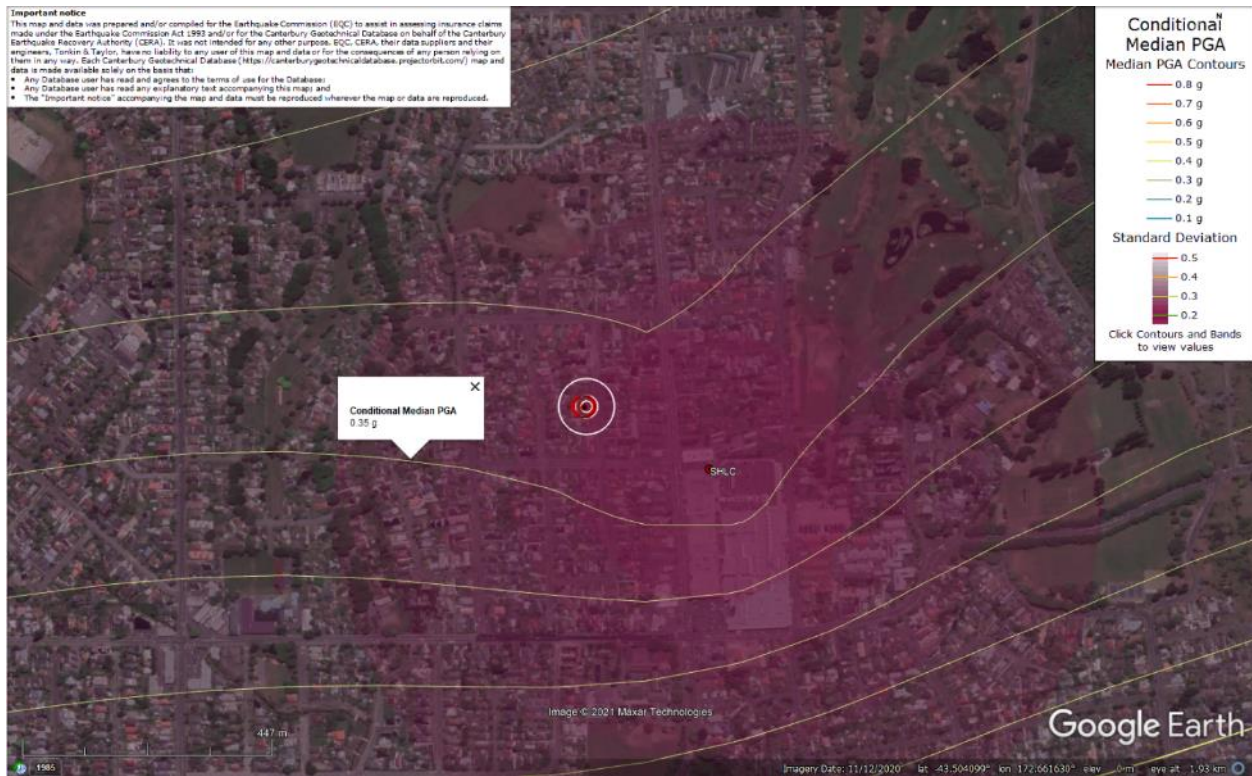 Important notice
This map and data was prepared and/or compiled for the Earthquake Commission (EQC) to assist in assessing insurance claims
made under the Earthquake Commission Act 1993 and/or for the Canterbury Geotechnical Database on behalf of the Canterbury
Earthquake Recovery Authority (CERA). It was not intended for any other purpose. EQC, CERA, their data suppliers and their
engineers, Tonkin & Taylor, have no liability to any user of this map and data or for the consequences of any person relying on
them in any way. Each Canterbury Geotechnical Database (https://canterburygeotechnicaldatabase.projectorbit.com/) map and
data is made available solely on the basis that:
• Any Database user has read and agrees to the terms of use for the Database;
• Any Database user has read any explanatory text accompanying this map; and
• The "Important notice" accompanying the map and data must be reproduced wherever the map or data are reproduced.
N
Conditional
Median PGA
Median PGA Contours
0.8 g
0.7 g
0.6 g
0.5 g
0.4 g
0.3 g
0.2 g
0.1 g
Standard Deviation
0.5
0.4
0.3
0.2
Click Contours and Bands
to view values
Conditional Median PGA
0.35 g
SHLC
Image © 2021 Maxar Technologies
Google Earth
447 m
1985
Imagery Date: 11/12/2020 lat -43.504099° lon 172.661630° elev 0 m eye alt 1.93 km